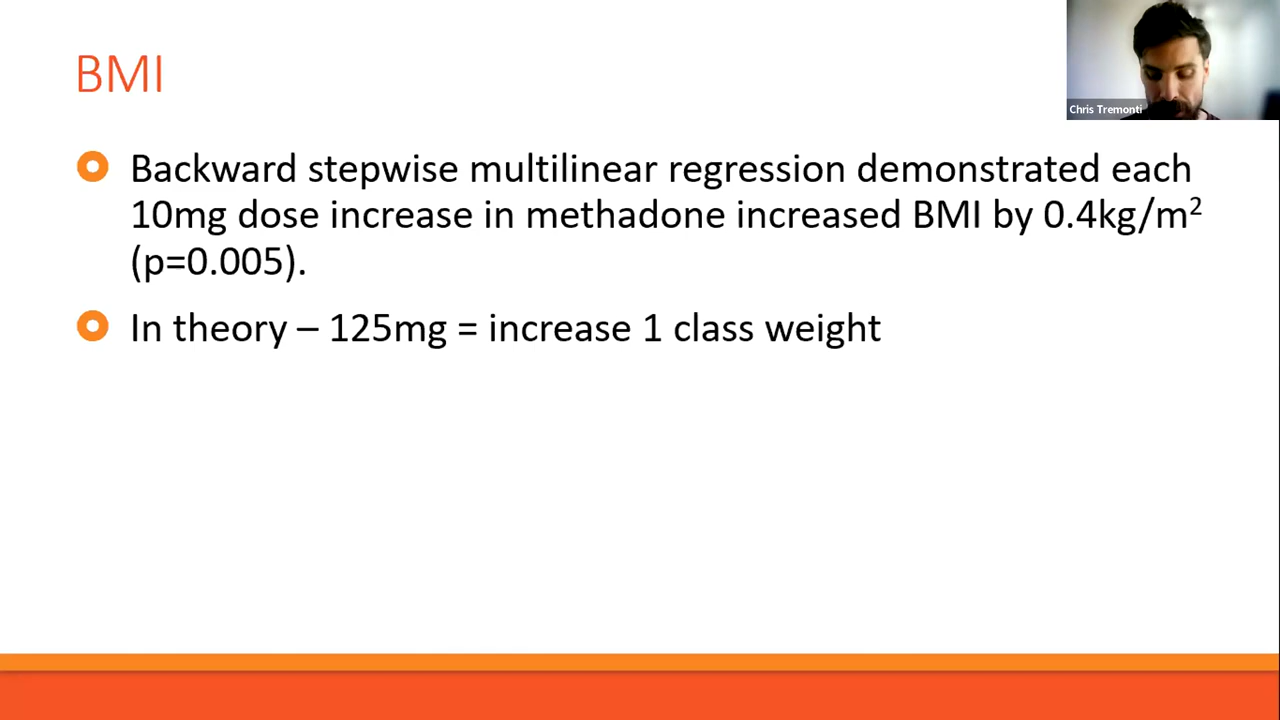 BMI
Chris Tremonti
Backward stepwise multilinear regression demonstrated each
10mg dose increase in methadone increased BMI by 0.4kg/m²
(p=0.005).
In theory – 125mg = increase 1 class weight